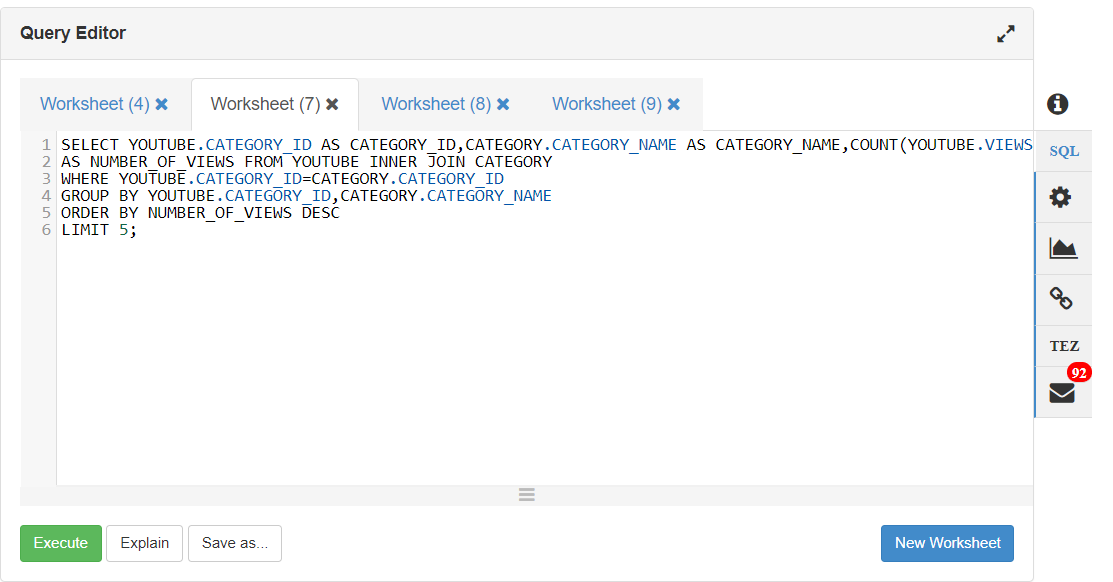 Query Editor
Worksheet (4) Worksheet (7) Worksheet (8) Worksheet (9)
1 SELECT YOUTUBE.CATEGORY_ID AS CATEGORY_ID,CATEGORY.CATEGORY_NAME AS CATEGORY_NAME,COUNT(YOUTUBE.VIEWS
2 AS NUMBER_OF_VIEWS FROM YOUTUBE INNER JOIN CATEGORY
3 WHERE YOUTUBE.CATEGORY_ID=CATEGORY.CATEGORY_ID
4 GROUP BY YOUTUBE.CATEGORY_ID,CATEGORY.CATEGORY_NAME
5 ORDER BY NUMBER_OF_VIEWS DESC
6 LIMIT 5;
SQL
TEZ
92
Execute Explain Save as... New Worksheet